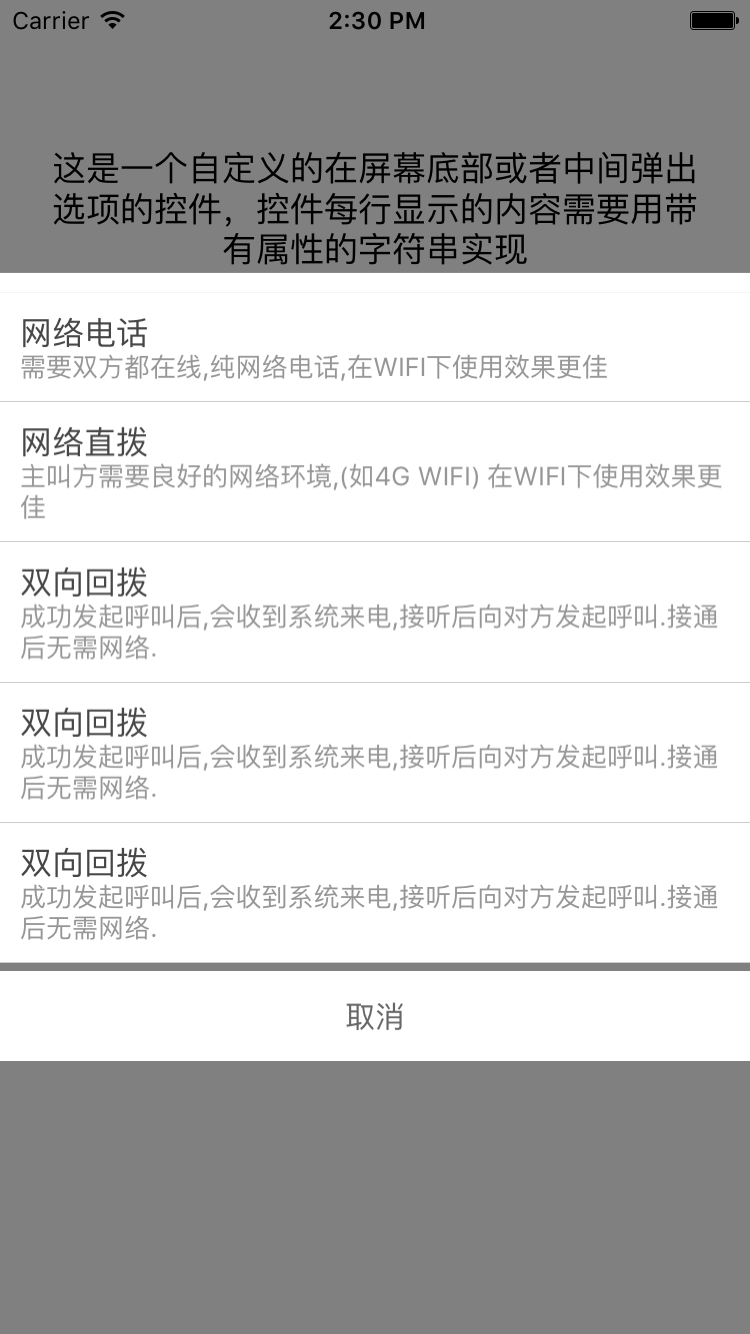 Carrier 2:30 PM
这是一个自定义的在屏幕底部或者中间弹出
选项的控件，控件每行显示的内容需要用带
有属性的字符串实现
网络电话
需要双方都在线,纯网络电话,在WIFI下使用效果更佳
网络直拨
主叫方需要良好的网络环境,(如4G WIFI) 在WIFI下使用效果更
佳
双向回拨
成功发起呼叫后,会收到系统来电,接听后向对方发起呼叫.接通
后无需网络.
双向回拨
成功发起呼叫后,会收到系统来电,接听后向对方发起呼叫.接通
后无需网络.
双向回拨
成功发起呼叫后,会收到系统来电,接听后向对方发起呼叫.接通
后无需网络.
取消